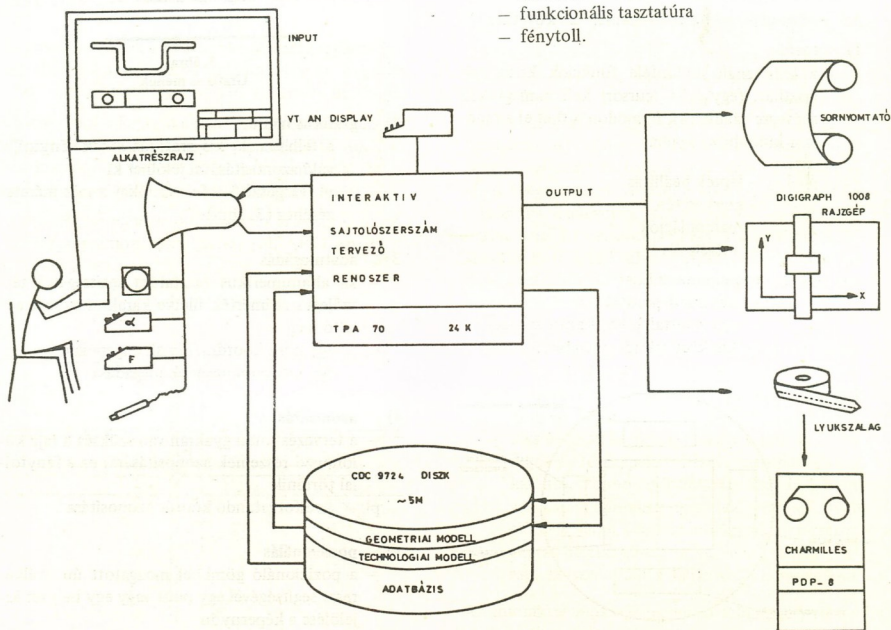 – funkcionális tasztatúra
– fénytoll.
INPUT
VT. AN DISPLAY
ALKATRÉSZRAJZ
α
F
INTERAKTIV
SAJTOLÓSZERSZÁM
TERVEZŐ
RENDSZER
TPA 70 24 K
OUTPUT
SORNYOMTATÓ
DIGIGRAPH 1008
RAJZGÉP
Y
X
LYUKSZALAG
CHARMILLES
PDP-8
CDC 9724 DISZK
~5M
GEOMETRIAI MODELL
TECHNOLOGIAI MODELL
ADATBÁZIS